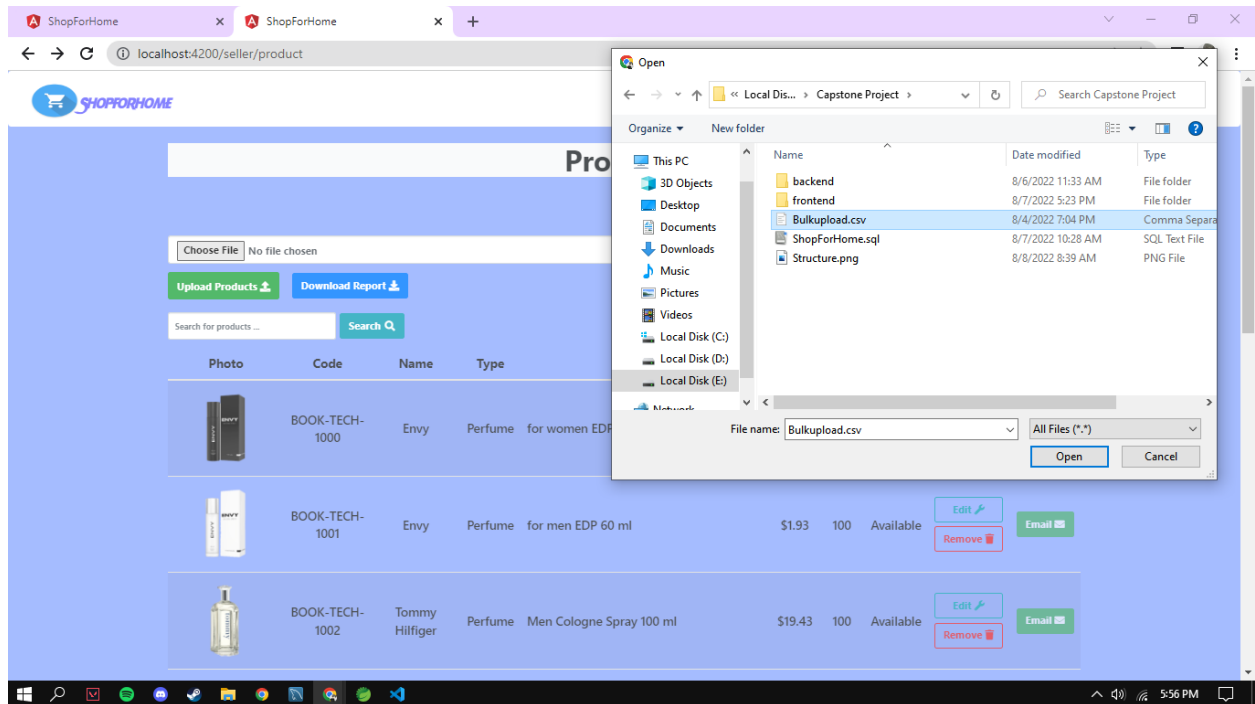 ShopForHome
ShopForHome
localhost:4200/seller/product
SHOPFORHOME
Pro
Choose File No file chosen
Upload Products
Download Report
Search for products ...
Search
Photo Code Name Type
ENVY
BOOK-TECH-1000
Envy
Perfume
for women EDP
ENVY
BOOK-TECH-1001
Envy
Perfume
for men EDP 60 ml
$1.93
100
Available
Edit
Remove
Email
BOOK-TECH-1002
Tommy Hilfiger
Perfume
Men Cologne Spray 100 ml
$19.43
100
Available
Edit
Remove
Email
Open
« Local Dis... › Capstone Project ›
Search Capstone Project
Organize
New folder
This PC
3D Objects
Desktop
Documents
Downloads
Music
Pictures
Videos
Local Disk (C:)
Local Disk (D:)
Local Disk (E:)
Network
Name Date modified Type
backend 8/6/2022 11:33 AM File folder
frontend 8/7/2022 5:23 PM File folder
Bulkupload.csv 8/4/2022 7:04 PM Comma Separa
ShopForHome.sql 8/7/2022 10:28 AM SQL Text File
Structure.png 8/8/2022 8:39 AM PNG File
File name: Bulkupload.csv
All Files (*.*)
Open
Cancel
5:56 PM